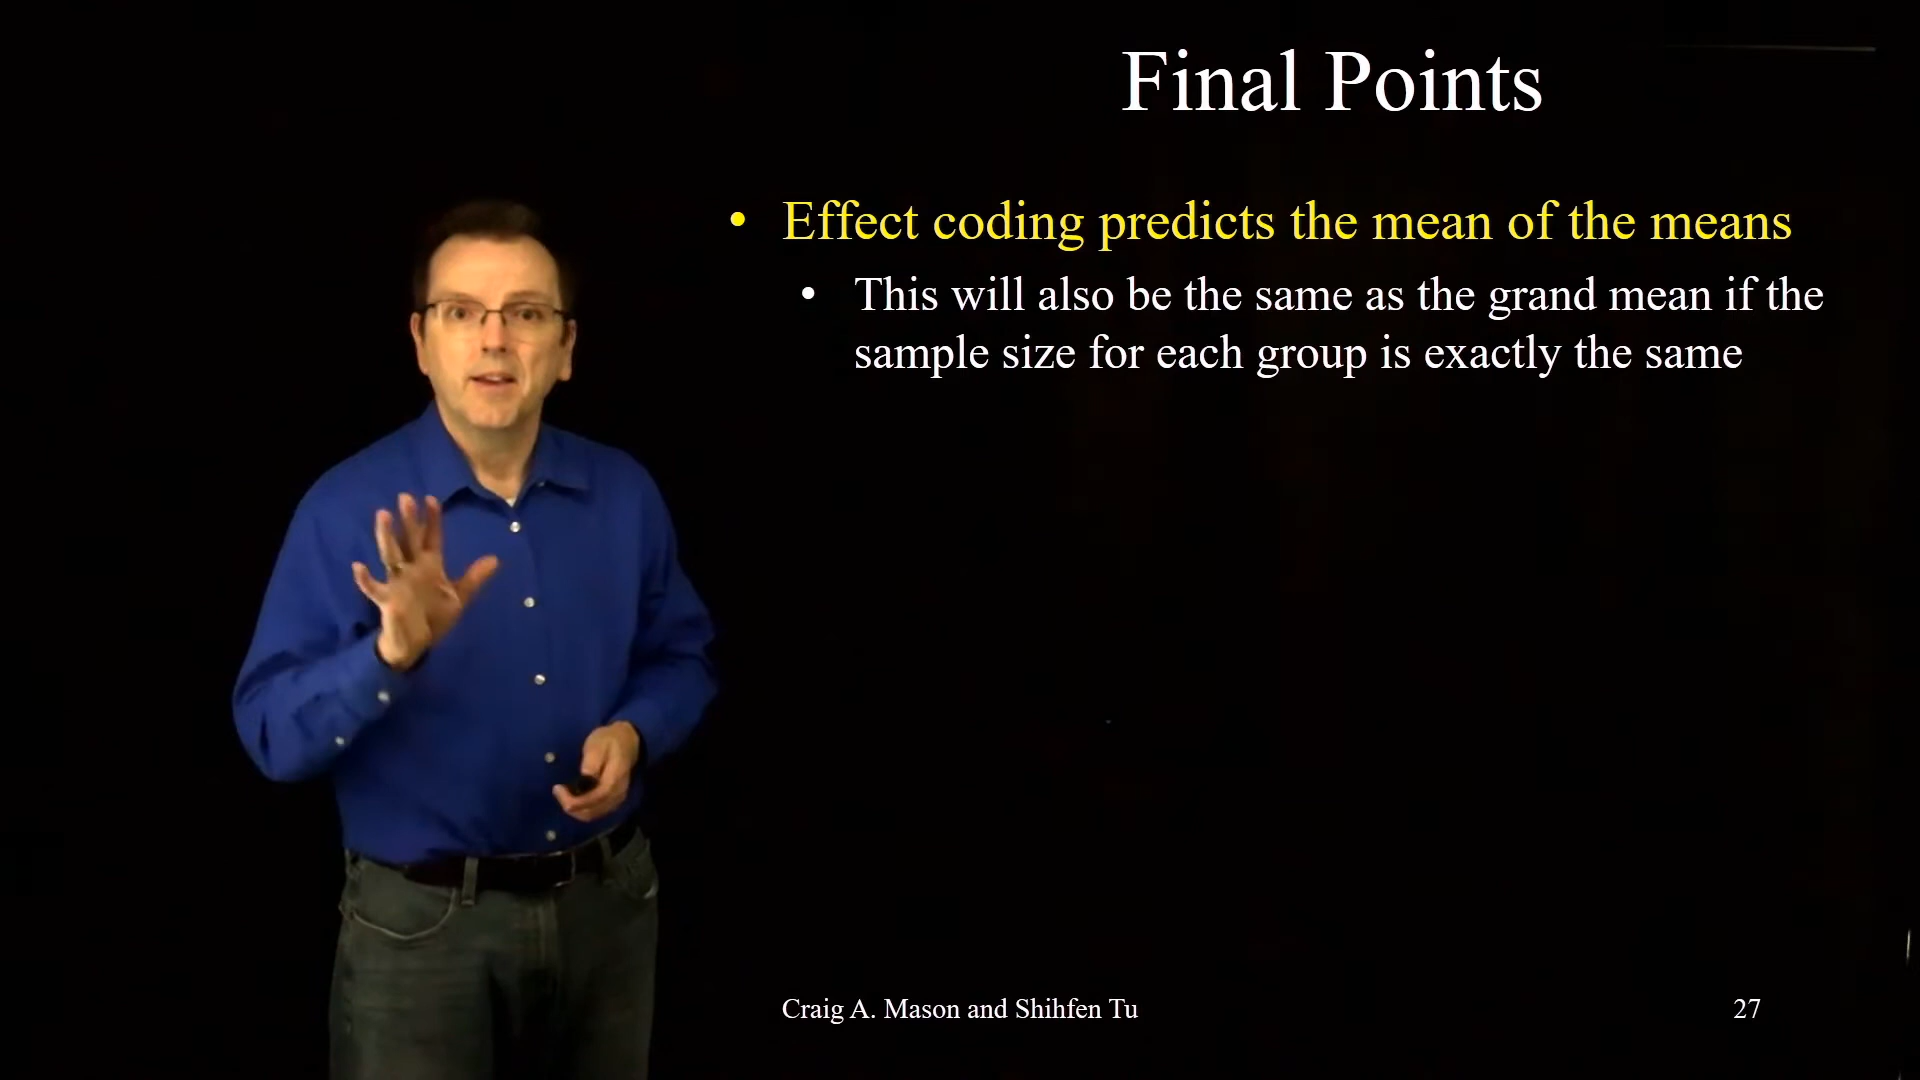 Final Points
• Effect coding predicts the mean of the means
• This will also be the same as the grand mean if the
sample size for each group is exactly the same
Craig A. Mason and Shihfen Tu
27